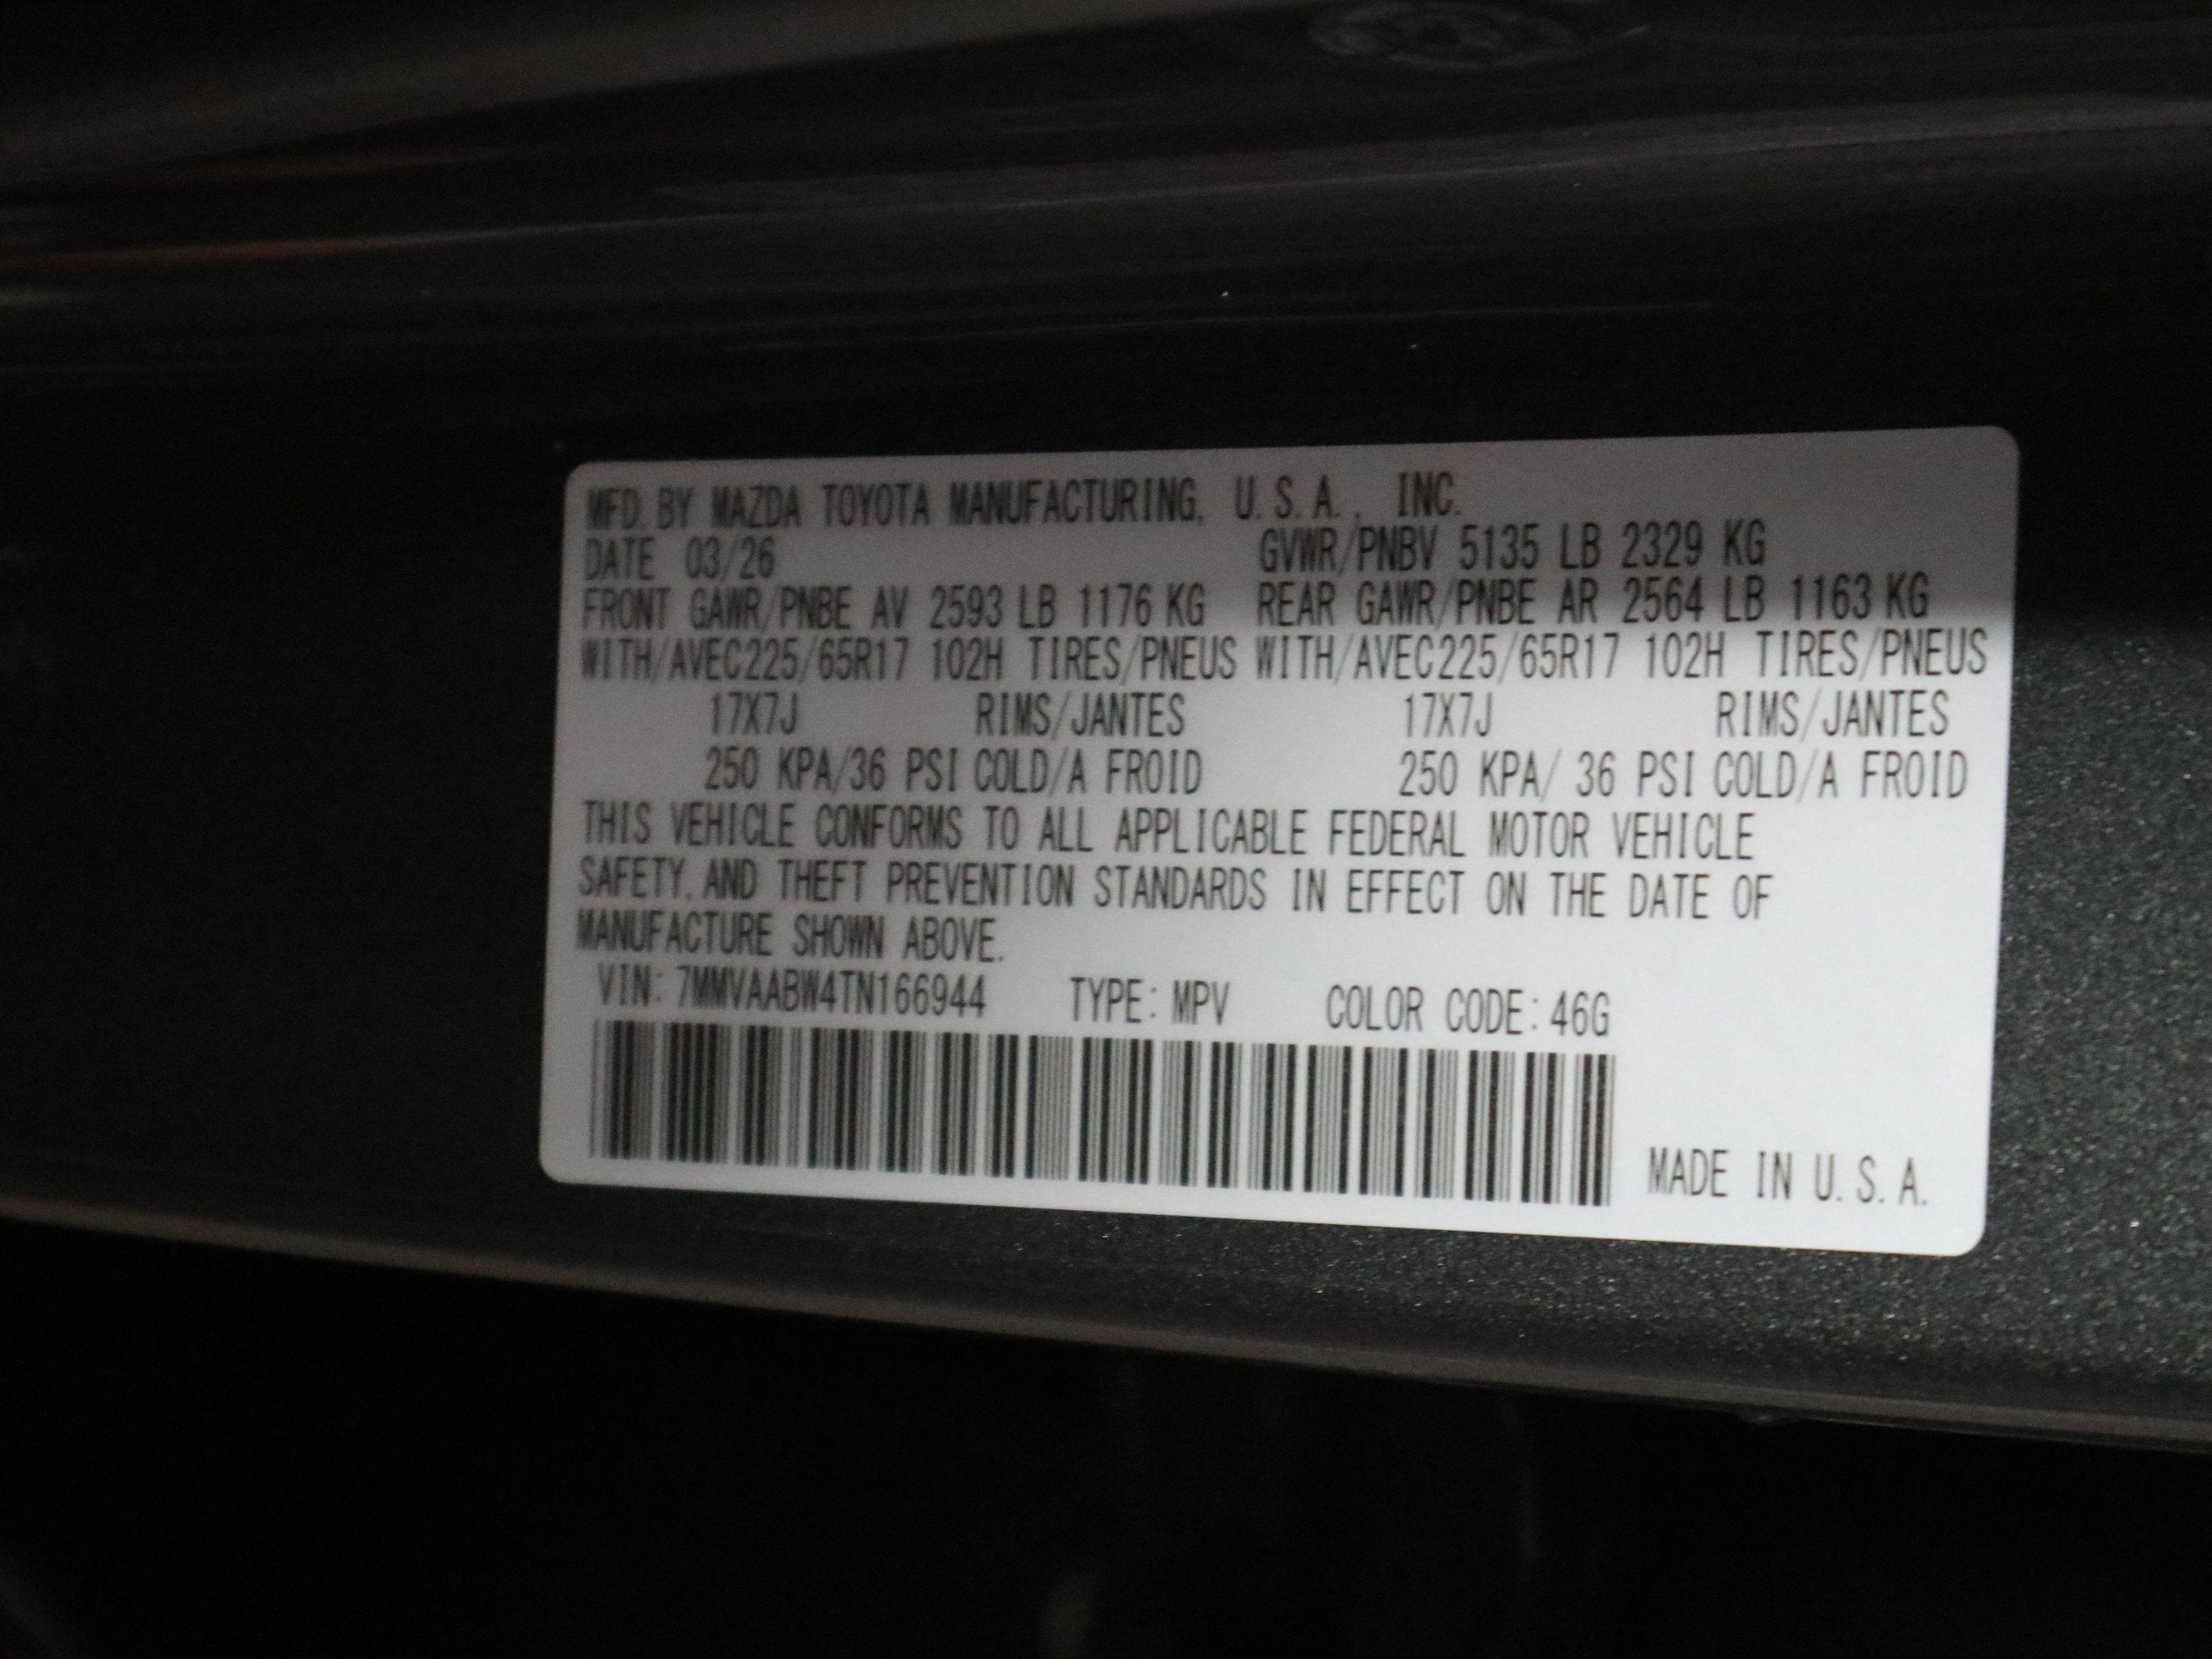 MFD. BY MAZDA TOYOTA MANUFACTURING, U.S.A., INC.
DATE 03/26 GVWR/PNBV 5135 LB 2329 KG
FRONT GAWR/PNBE AV 2593 LB 1176 KG REAR GAWR/PNBE AR 2564 LB 1163 KG
WITH/AVEC225/65R17 102H TIRES/PNEUS WITH/AVEC225/65R17 102H TIRES/PNEUS
17X7J RIMS/JANTES 17X7J RIMS/JANTES
250 KPA/36 PSI COLD/A FROID 250 KPA/ 36 PSI COLD/A FROID
THIS VEHICLE CONFORMS TO ALL APPLICABLE FEDERAL MOTOR VEHICLE
SAFETY, AND THEFT PREVENTION STANDARDS IN EFFECT ON THE DATE OF
MANUFACTURE SHOWN ABOVE.
VIN: 7MMVAABW4TN166944 TYPE: MPV COLOR CODE: 46G
MADE IN U.S.A.